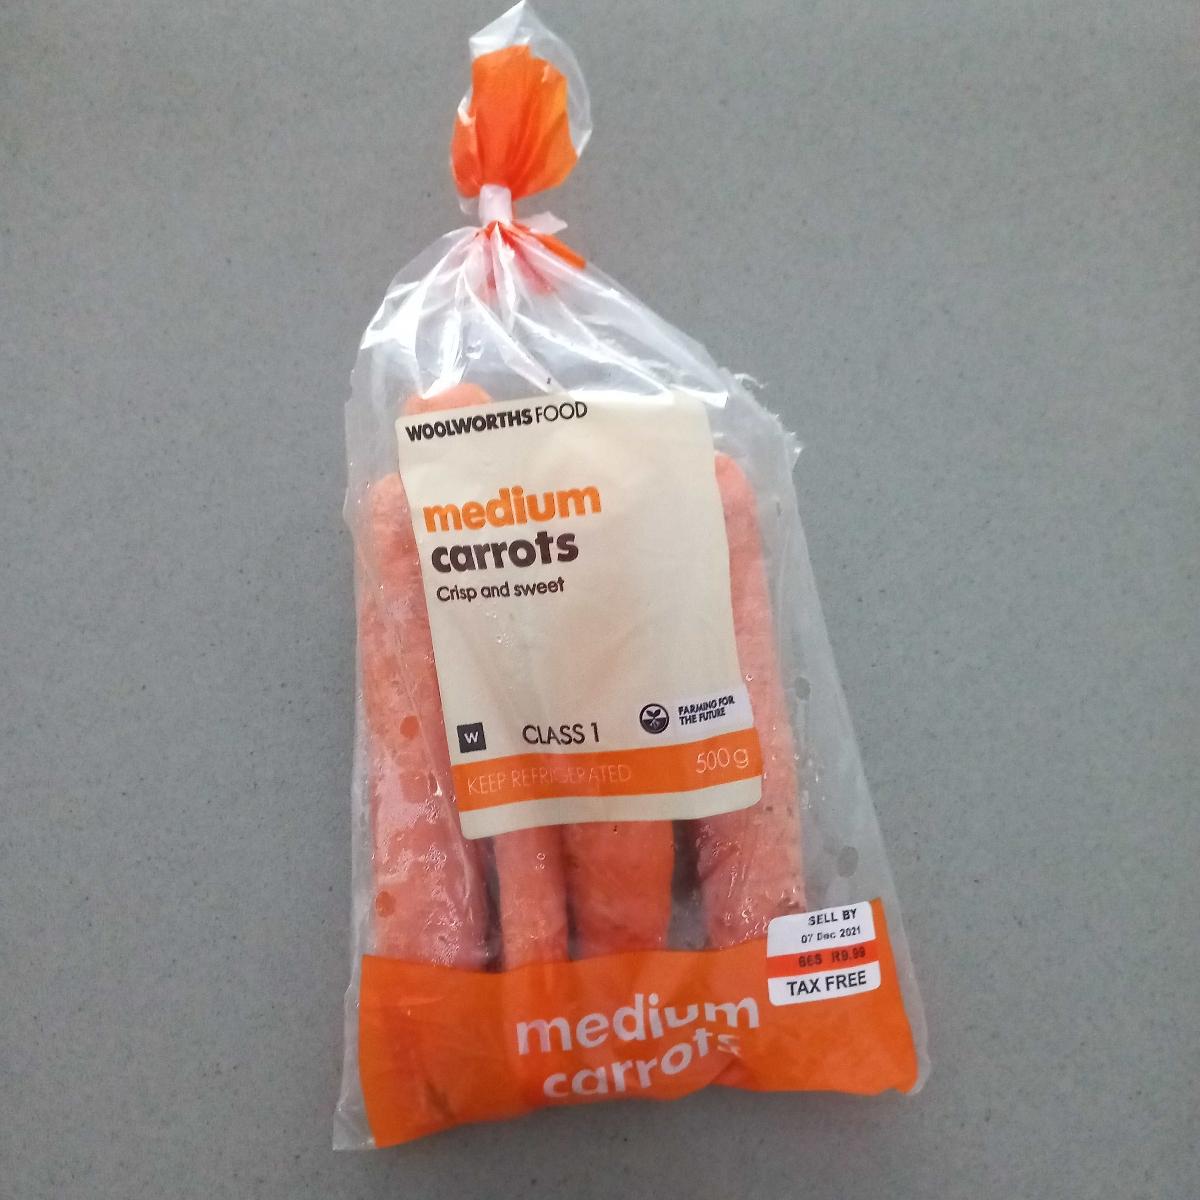 WOOLWORTHS FOOD
medium
carrots
Crisp and sweet
W
CLASS 1
FARMING FOR
THE FUTURE
KEEP REFRIGERATED
500g
SELL BY
07 Dec 2021
R9.99
TAX FREE
medium
carrots